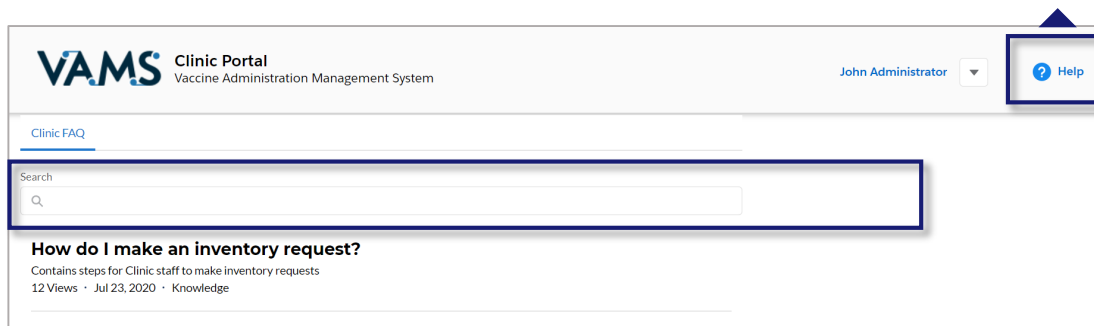 VAMS
Clinic Portal
Vaccine Administration Management System
John Administrator
? Help
Clinic FAQ
Search
How do I make an inventory request?
Contains steps for Clinic staff to make inventory requests
12 Views · Jul 23, 2020 · Knowledge